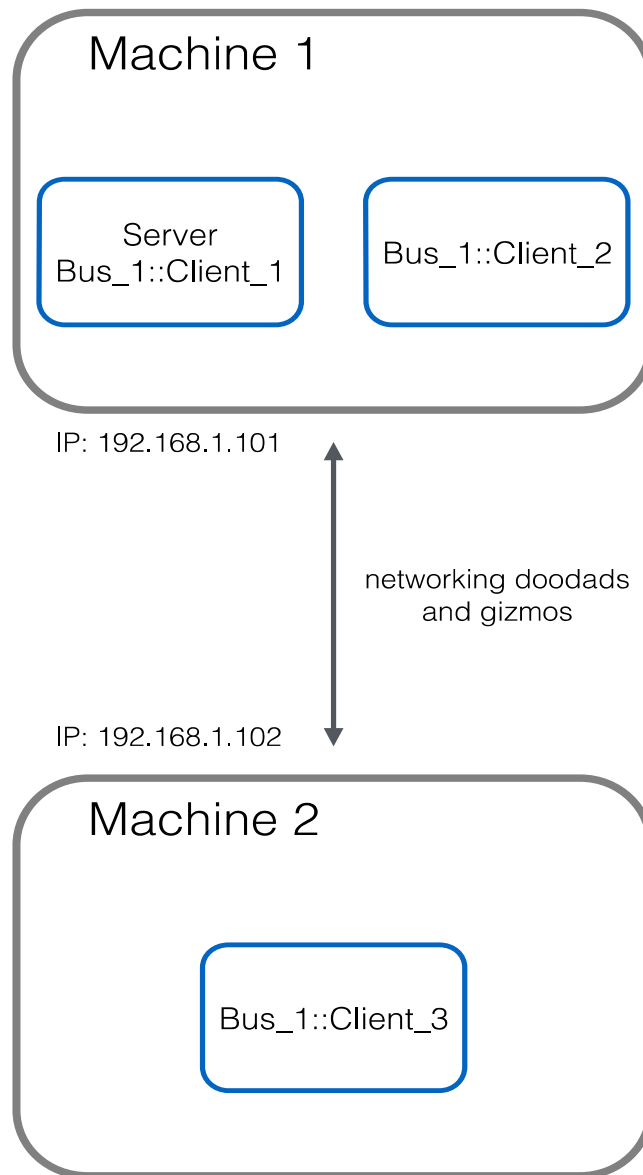 Machine 1
Server
Bus_1::Client_1
Bus_1::Client_2
IP: 192.168.1.101
networking doodads
and gizmos
IP: 192.168.1.102
Machine 2
Bus_1::Client_3